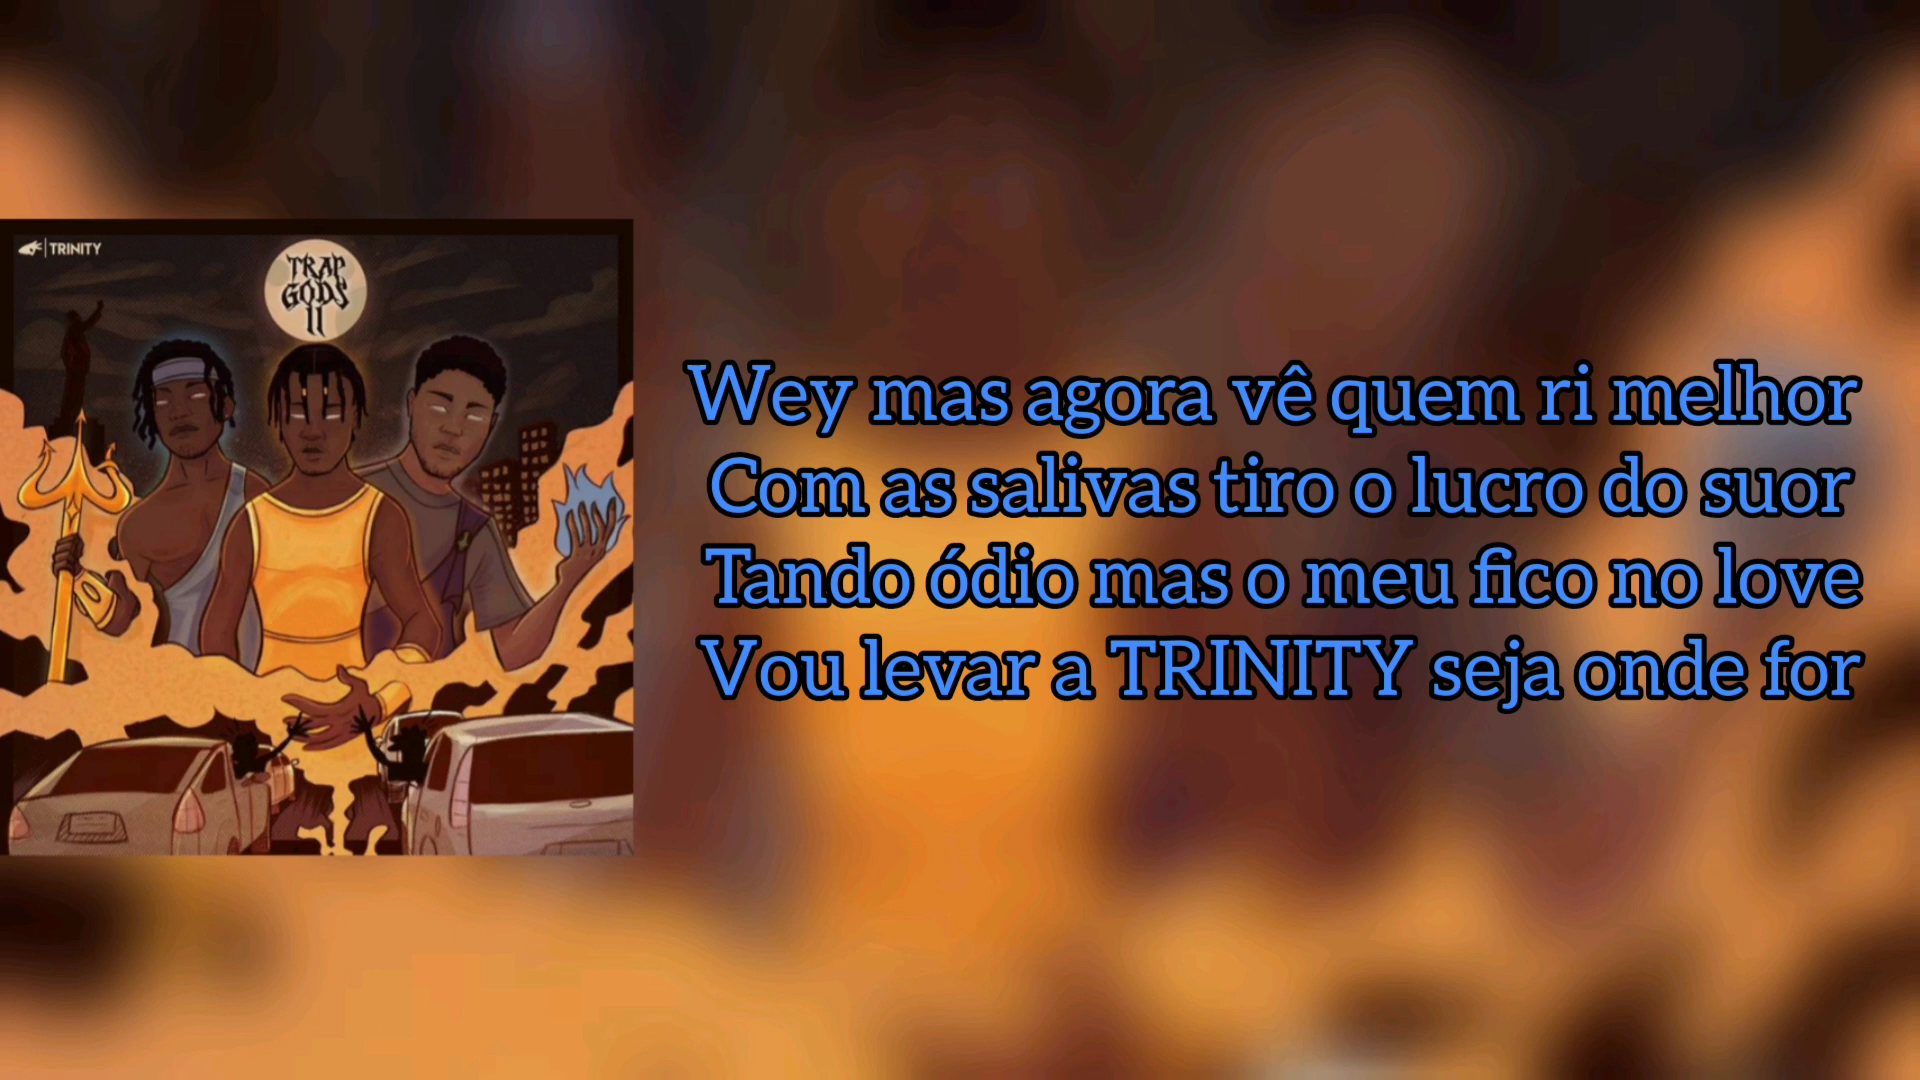 TRINITY
TRAP
GODS
II
Wey mas agora vê quem ri melhor
Com as salivas tiro o lucro do suor
Tando ódio mas o meu fico no love
Vou levar a TRINITY seja onde for